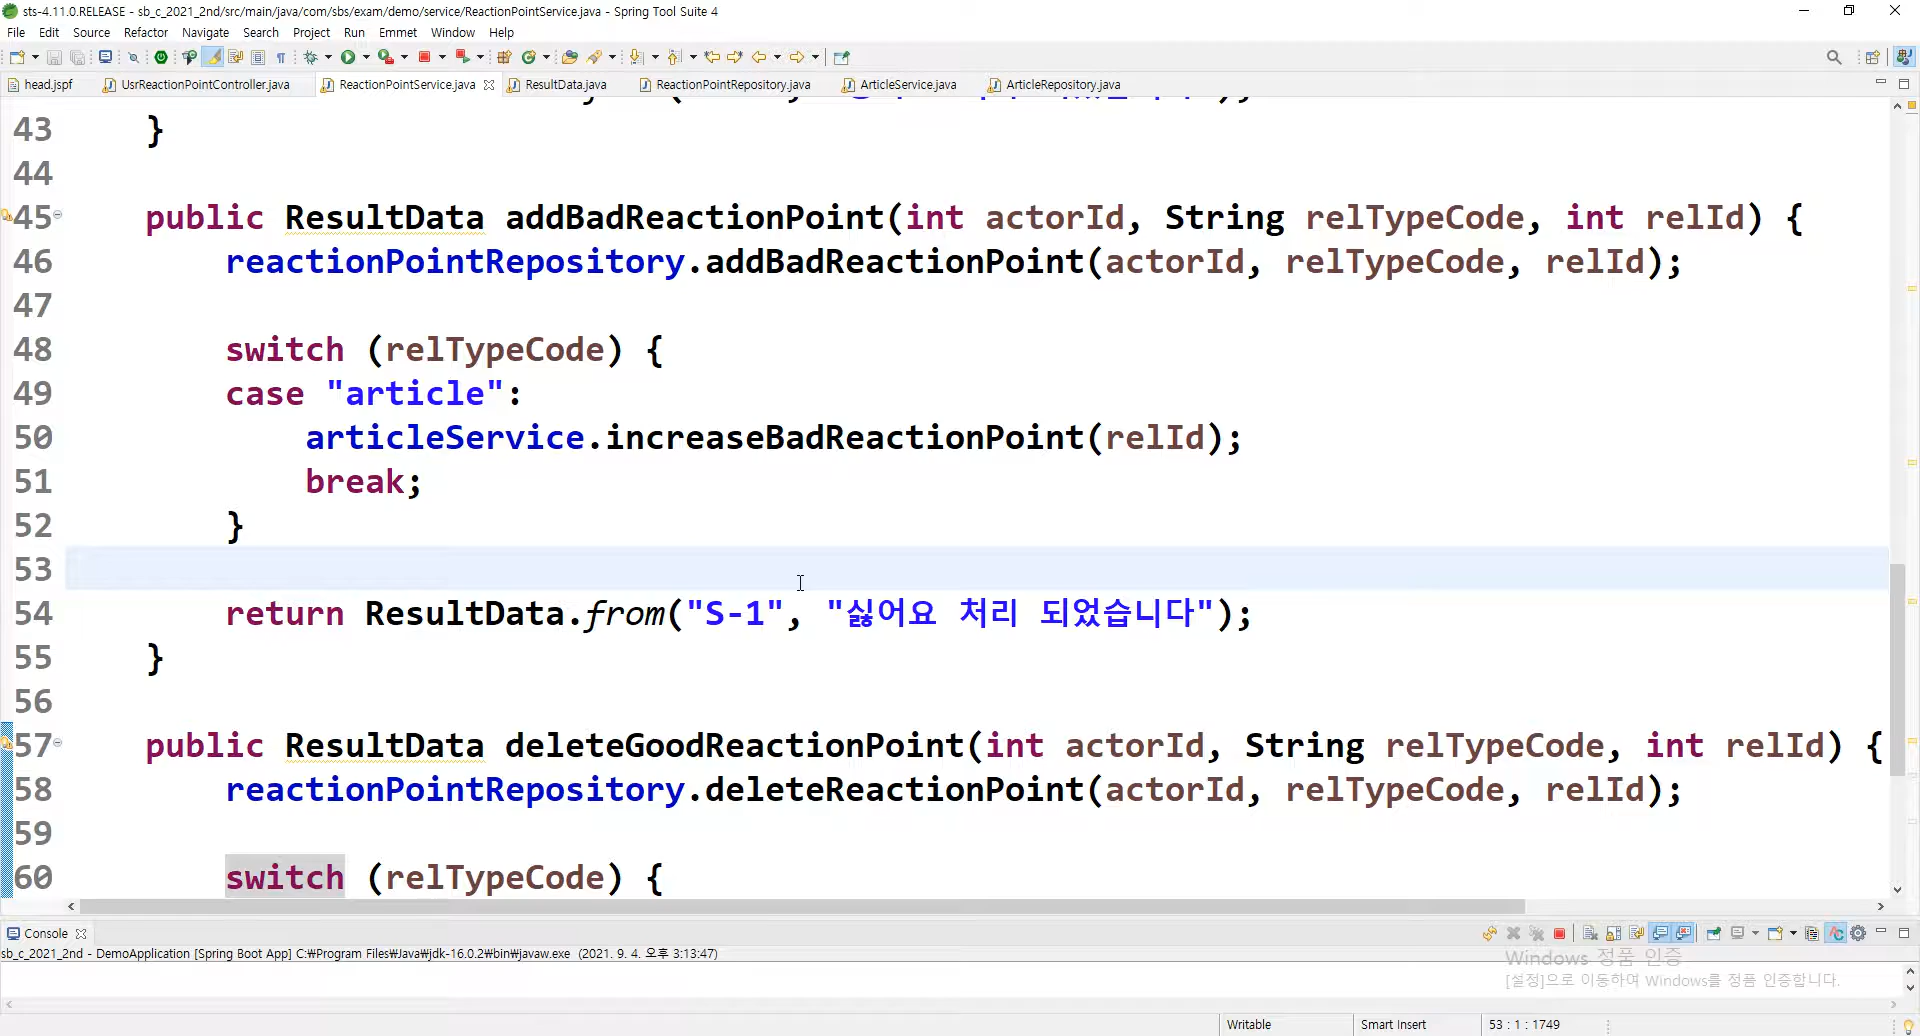 sts-4.11.0.RELEASE - sb_c_2021_2nd/src/main/java/com/sbs/exam/demo/service/ReactionPointService.java - Spring Tool Suite 4
File Edit Source Refactor Navigate Search Project Run Emmet Window Help
head.jspf UsrReactionPointController.java ReactionPointService.java ResultData.java ReactionPointRepository.java ArticleService.java ArticleRepository.java
43 }
44
45 public ResultData addBadReactionPoint(int actorId, String relTypeCode, int relId) {
46 reactionPointRepository.addBadReactionPoint(actorId, relTypeCode, relId);
47
48 switch (relTypeCode) {
49 case "article":
50 articleService.increaseBadReactionPoint(relId);
51 break;
52 }
53
54 return ResultData.from("S-1", "싫어요 처리 되었습니다");
55 }
56
57 public ResultData deleteGoodReactionPoint(int actorId, String relTypeCode, int relId) {
58 reactionPointRepository.deleteReactionPoint(actorId, relTypeCode, relId);
59
60 switch (relTypeCode) {
Console
sb_c_2021_2nd - DemoApplication [Spring Boot App] C:₩Program Files₩Java₩jdk-16.0.2₩bin₩javaw.exe (2021. 9. 4. 오후 3:13:47)
Windows 정품 인증
[설정]으로 이동하여 Windows를 정품 인증합니다.
Writable Smart Insert 53 : 1 : 1749